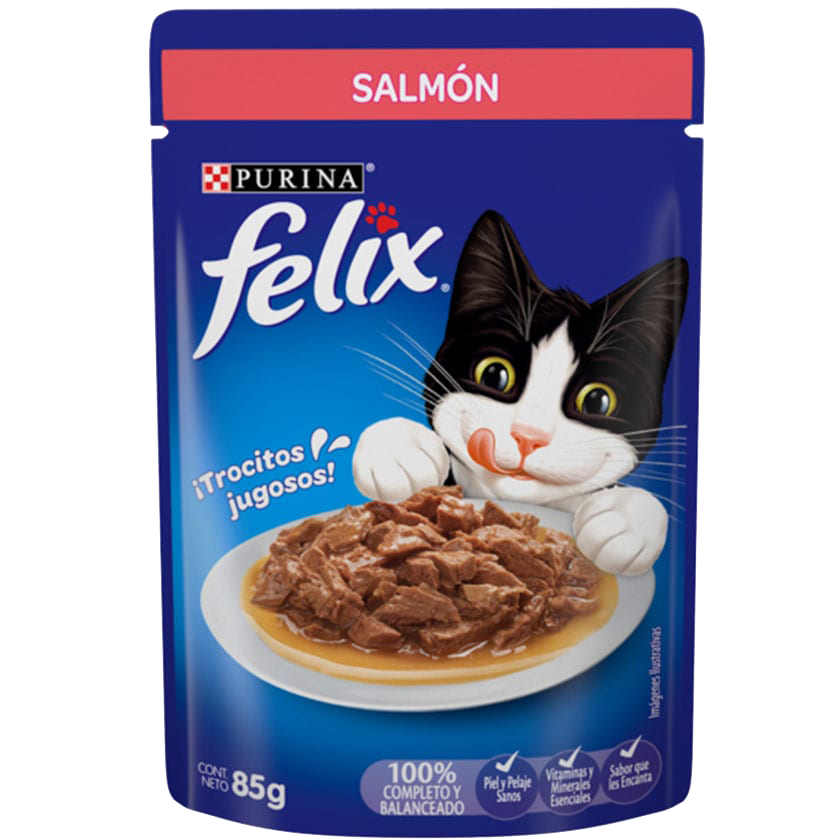 SALMÓN
PURINA®
felix®
¡Trocitos
jugosos!
Imágenes Ilustrativas
CONT.
NETO 85g
100%
COMPLETO Y
BALANCEADO
Piel y Pelaje
Sanos
Vitaminas y
Minerales
Esenciales
Sabor que
les Encanta